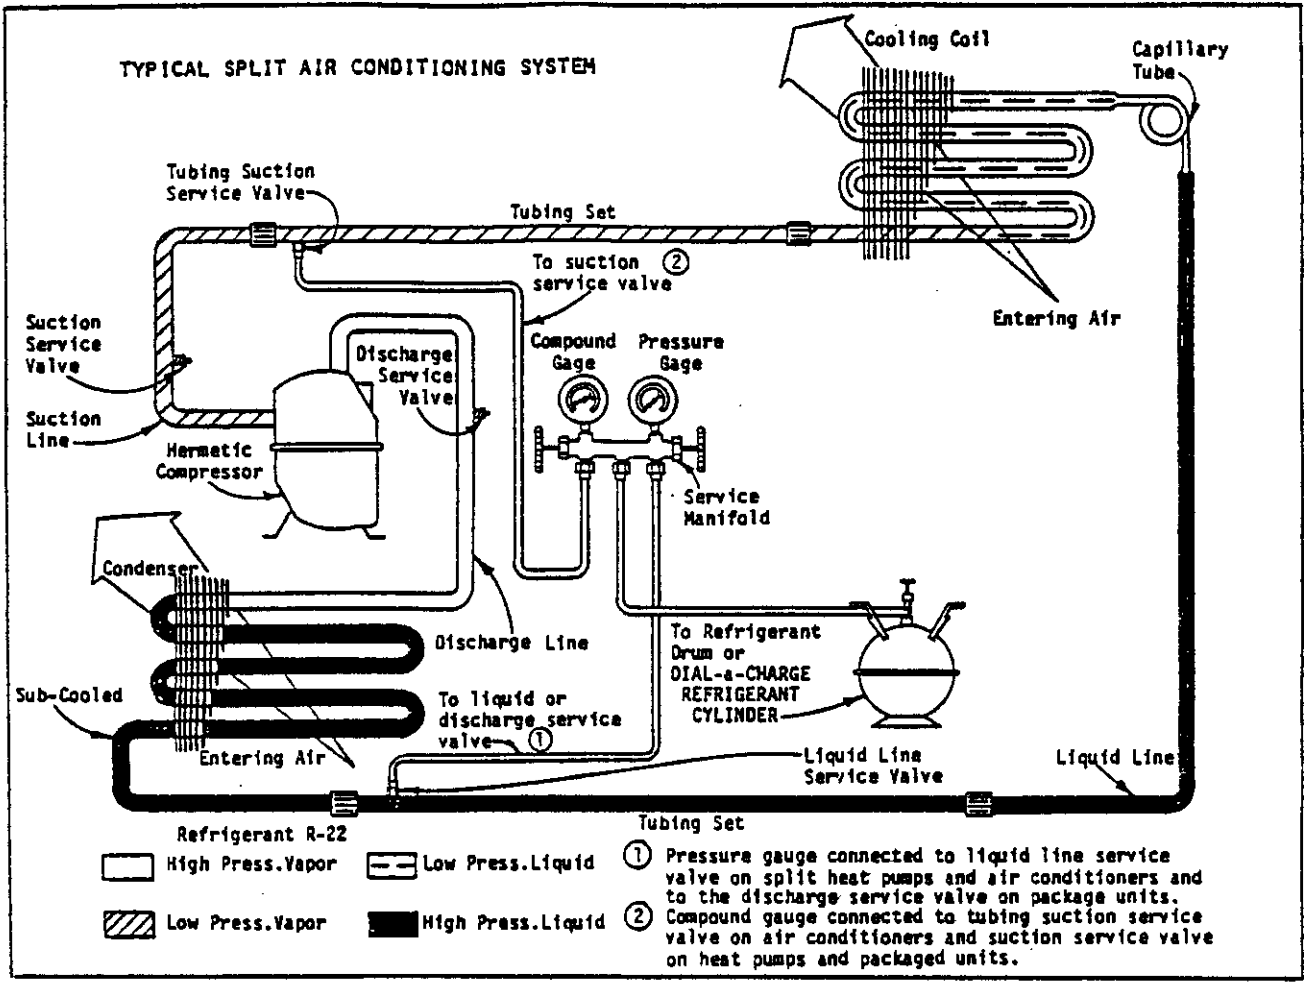 TYPICAL SPLIT AIR CONDITIONING SYSTEM
Cooling Coil
Capillary
Tube
Tubing Suction
Service Valve
Tubing Set
To suction ②
service valve
Entering Air
Suction
Service
Valve
Discharge
Service
Valve
Compound
Gage
Pressure
Gage
Suction
Line
Hermetic
Compressor
Service
Manifold
Condenser
Discharge Line
To Refrigerant
Drum or
DIAL-a-CHARGE
REFRIGERANT
CYLINDER
Sub-Cooled
To liquid or
discharge service
valve ①
Entering Air
Liquid Line
Service Valve
Liquid Line
Tubing Set
Refrigerant R-22
High Press.Vapor
Low Press.Liquid
Low Press.Vapor
High Press.Liquid
① Pressure gauge connected to liquid line service
valve on split heat pumps and air conditioners and
to the discharge service valve on package units.
② Compound gauge connected to tubing suction service
valve on air conditioners and suction service valve
on heat pumps and packaged units.